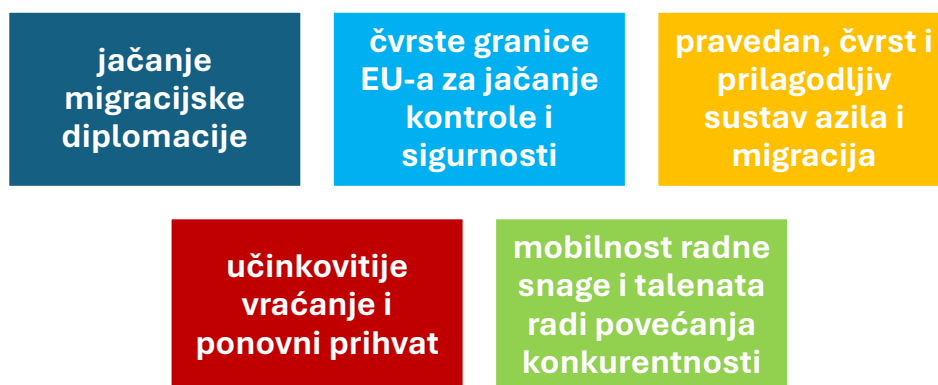 jačanje
migracijske
diplomacije
čvrste granice
EU-a za jačanje
kontrole i
sigurnosti
pravedan, čvrst i
prilagodljiv
sustav azila i
migracija
učinkovitije
vraćanje i
ponovni prihvat
mobilnost radne
snage i talenata
radi povećanja
konkurentnosti